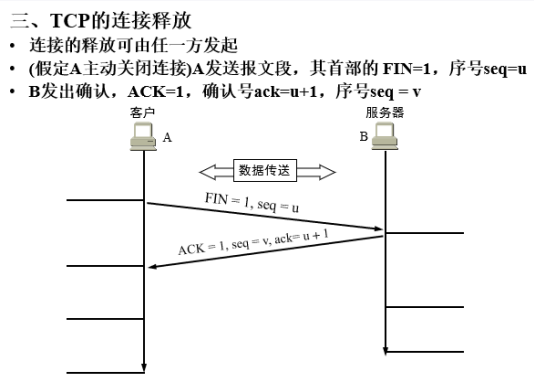 三、TCP的连接释放
• 连接的释放可由任一方发起
• (假定A主动关闭连接)A发送报文段，其首部的 FIN=1，序号seq=u
• B发出确认，ACK=1，确认号ack=u+1，序号seq = v
客户
服务器
A
B
数据传送
FIN = 1, seq = u
ACK = 1, seq = v, ack= u + 1